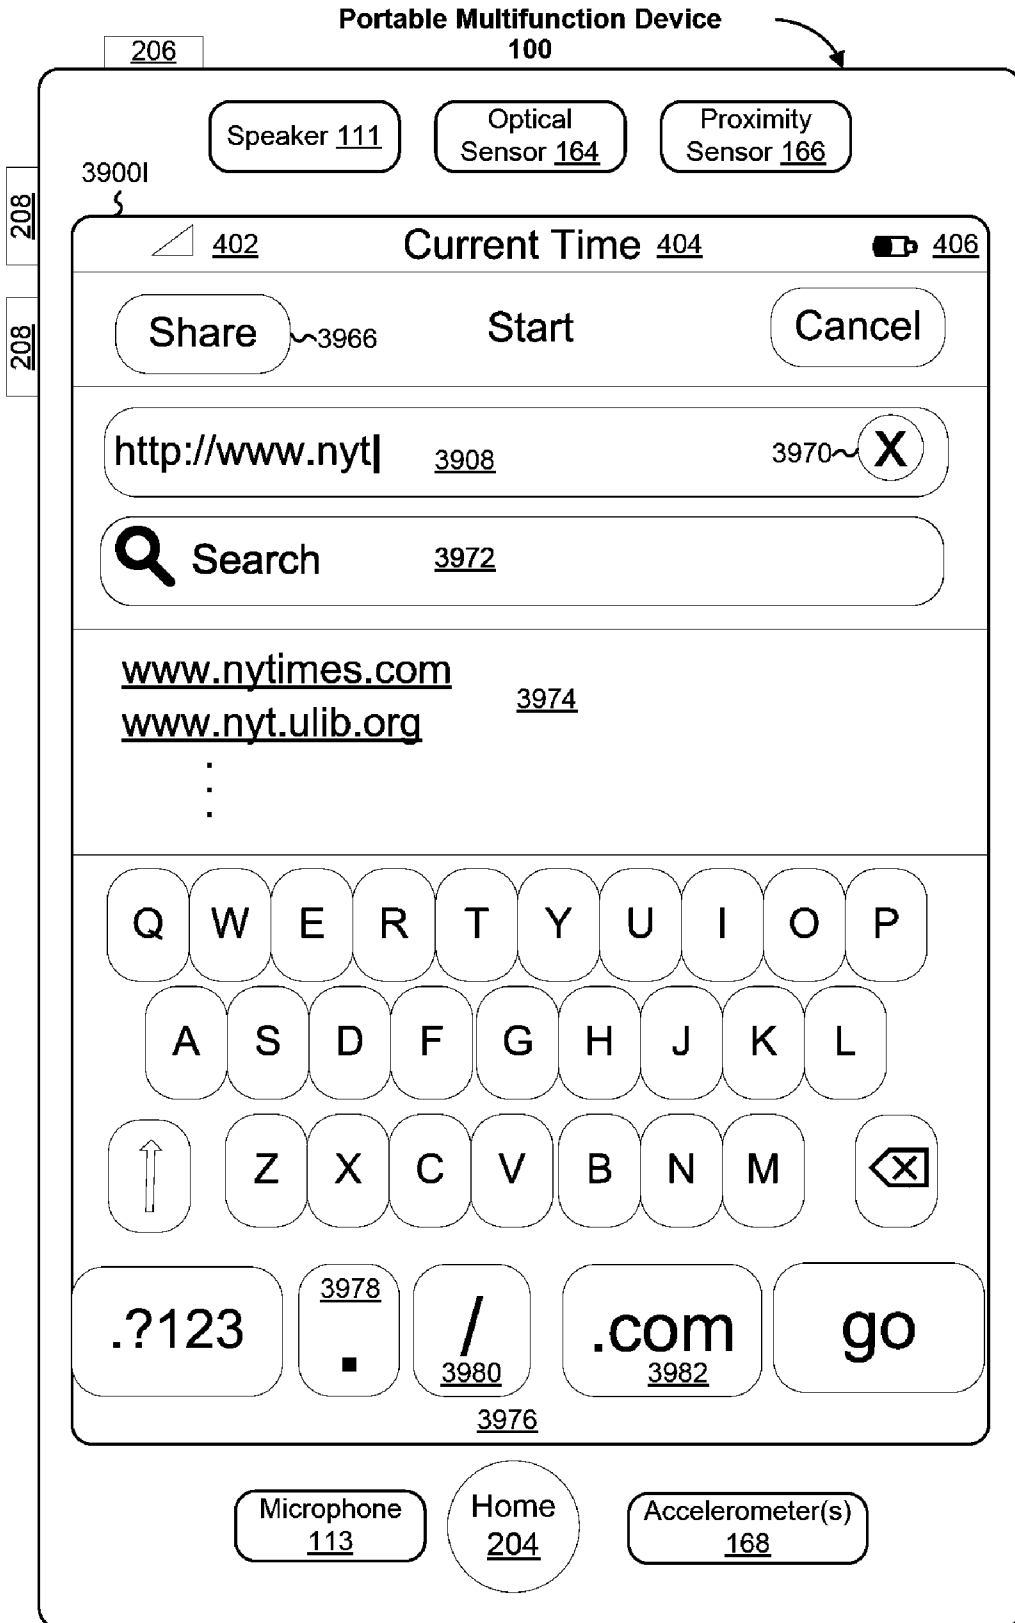 Portable Multifunction Device
100
206
Speaker 111
Optical
Sensor 164
Proximity
Sensor 166
3900I
208
208
402
Current Time 404
406
Share
3966
Start
Cancel
http://www.nyt
3908
3970
X
Search
3972
www.nytimes.com
3974
www.nyt.ulib.org
Q W E R T Y U I O P
A S D F G H J K L
Z X C V B N M
.?123
3978
.
/
3980
.com
3982
go
3976
Microphone
113
Home
204
Accelerometer(s)
168